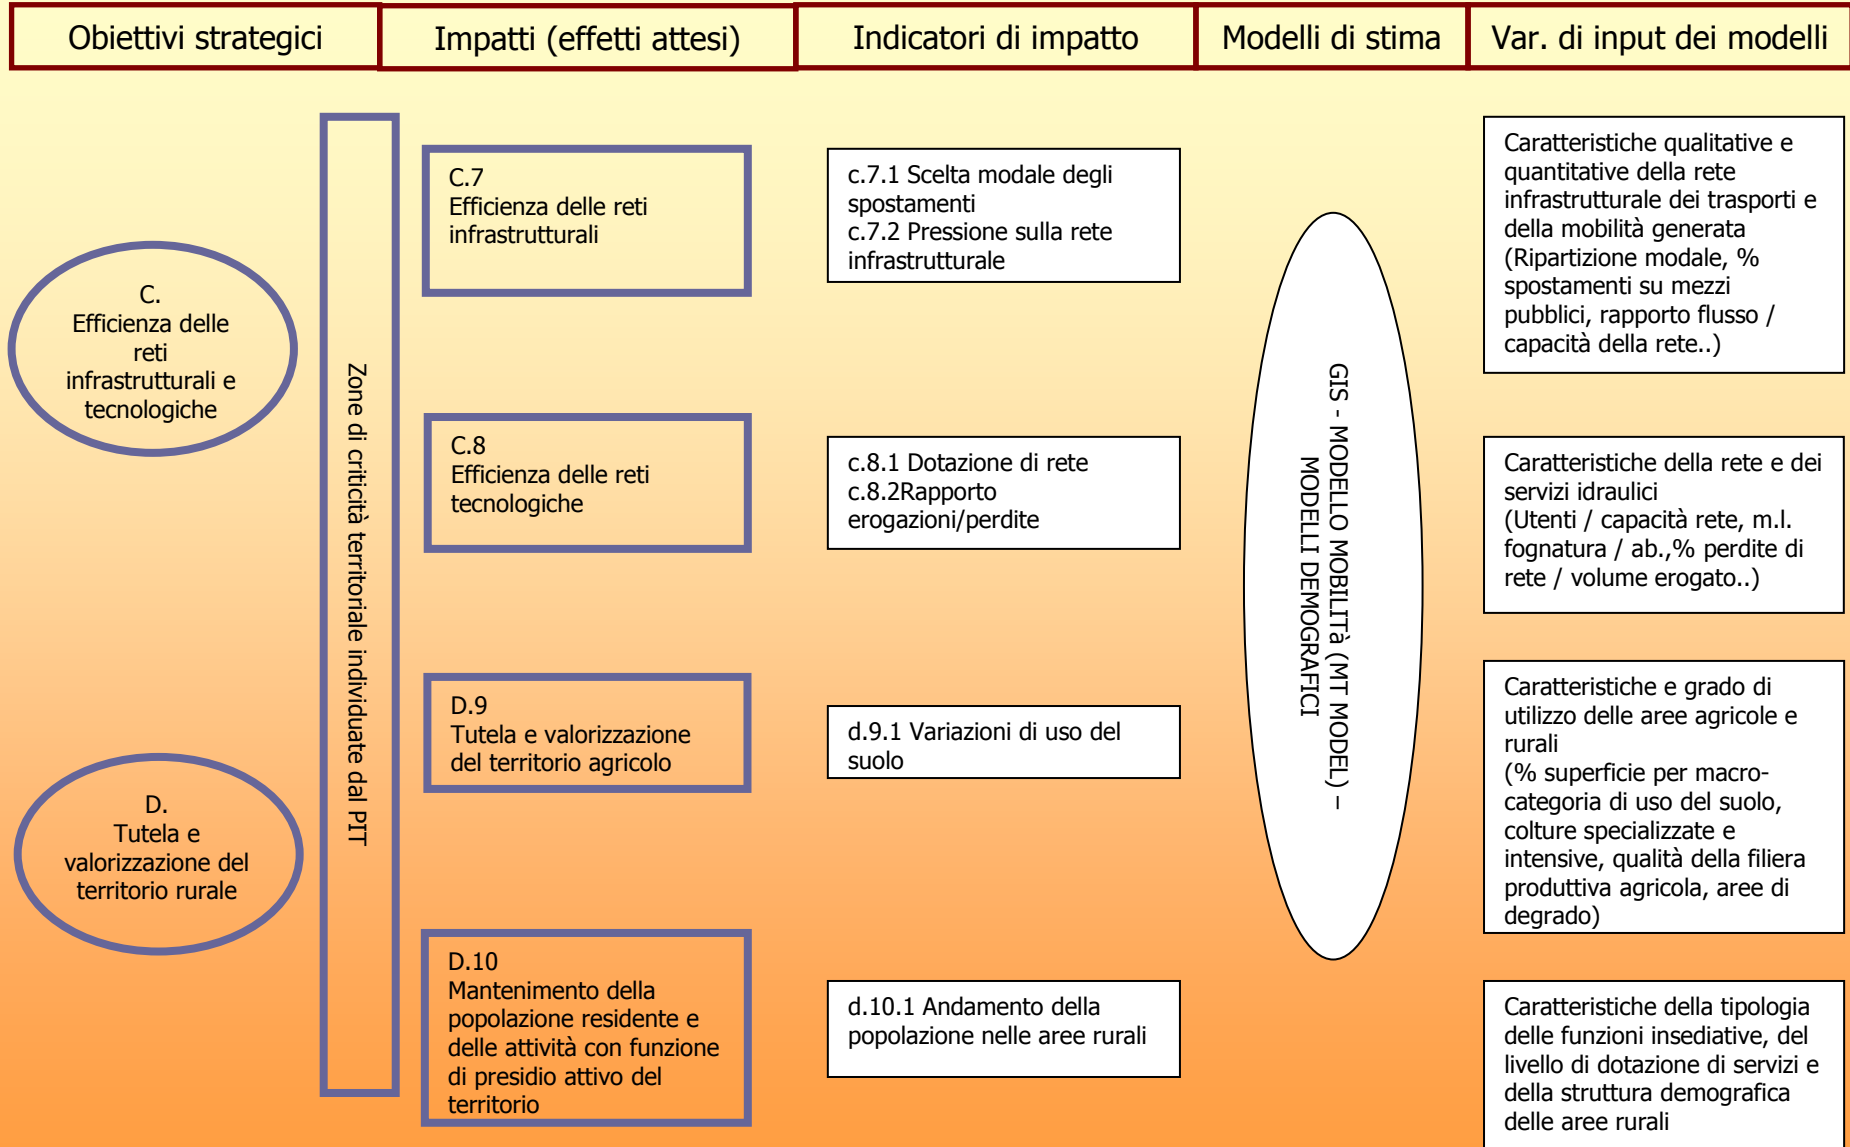 Obiettivi strategici
Impatti (effetti attesi)
Indicatori di impatto
Modelli di stima
Var. di input dei modelli
C.
Efficienza delle
reti
infrastrutturali e
tecnologiche
D.
Tutela e
valorizzazione del
territorio rurale
Zone di criticità territoriale individuate dal PIT
C.7
Efficienza delle reti
infrastrutturali
C.8
Efficienza delle reti
tecnologiche
D.9
Tutela e valorizzazione
del territorio agricolo
D.10
Mantenimento della
popolazione residente e
delle attività con funzione
di presidio attivo del
territorio
c.7.1 Scelta modale degli
spostamenti
c.7.2 Pressione sulla rete
infrastrutturale
c.8.1 Dotazione di rete
c.8.2Rapporto
erogazioni/perdite
d.9.1 Variazioni di uso del
suolo
d.10.1 Andamento della
popolazione nelle aree rurali
GIS - MODELLO MOBILITà (MT MODEL) –
MODELLI DEMOGRAFICI
Caratteristiche qualitative e
quantitative della rete
infrastrutturale dei trasporti e
della mobilità generata
(Ripartizione modale, %
spostamenti su mezzi
pubblici, rapporto flusso /
capacità della rete..)
Caratteristiche della rete e dei
servizi idraulici
(Utenti / capacità rete, m.l.
fognatura / ab.,% perdite di
rete / volume erogato..)
Caratteristiche e grado di
utilizzo delle aree agricole e
rurali
(% superficie per macro-
categoria di uso del suolo,
colture specializzate e
intensive, qualità della filiera
produttiva agricola, aree di
degrado)
Caratteristiche della tipologia
delle funzioni insediative, del
livello di dotazione di servizi e
della struttura demografica
delle aree rurali